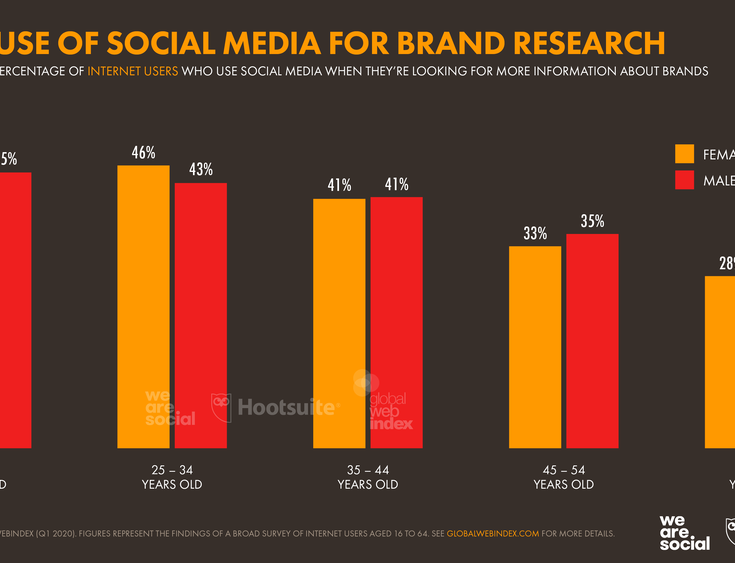 USE OF SOCIAL MEDIA FOR BRAND RESEARCH
ERCENTAGE OF INTERNET USERS WHO USE SOCIAL MEDIA WHEN THEY'RE LOOKING FOR MORE INFORMATION ABOUT BRANDS
FEMA
MALE
5%
46%
43%
41%
41%
33%
35%
28%
we are social
Hootsuite
global web index
D
25 – 34
YEARS OLD
35 – 44
YEARS OLD
45 – 54
YEARS OLD
Y
EBINDEX (Q1 2020). FIGURES REPRESENT THE FINDINGS OF A BROAD SURVEY OF INTERNET USERS AGED 16 TO 64. SEE GLOBALWEBINDEX.COM FOR MORE DETAILS.
we
are
social